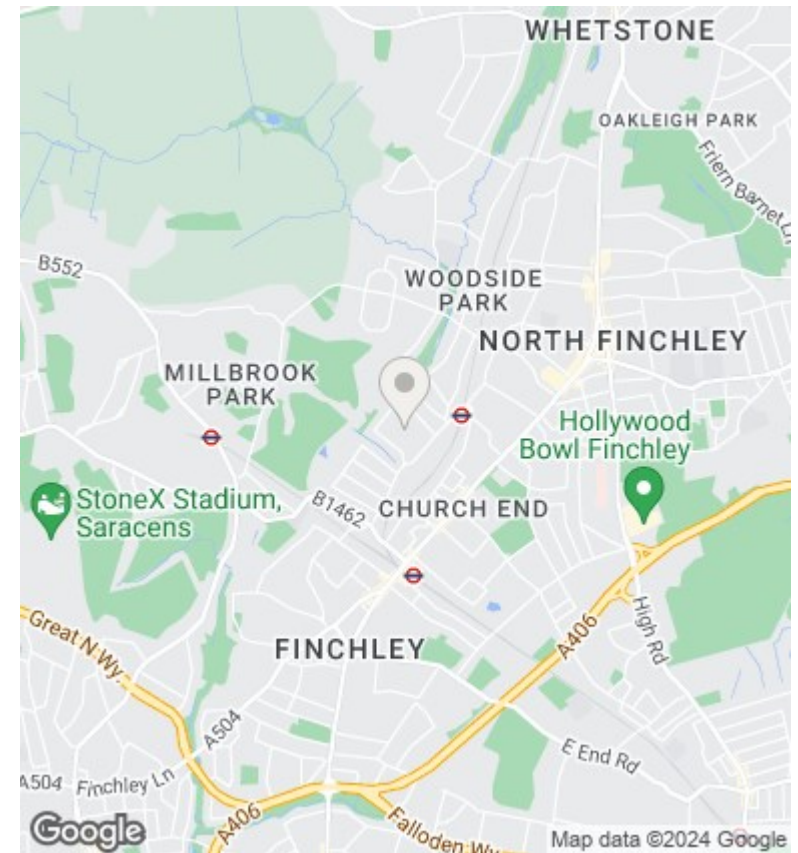 WHETSTONE
OAKLEIGH PARK
Friern Barnet Ln
B552
WOODSIDE
PARK
NORTH FINCHLEY
MILLBROOK
PARK
Hollywood
Bowl Finchley
StoneX Stadium,
Saracens
B1462
CHURCH END
A406
Great N Wy.
FINCHLEY
A406
High Rd
A504
E End Rd
A504
Finchley Ln
A406
Falloden Wy
Google
Map data ©2024 Google